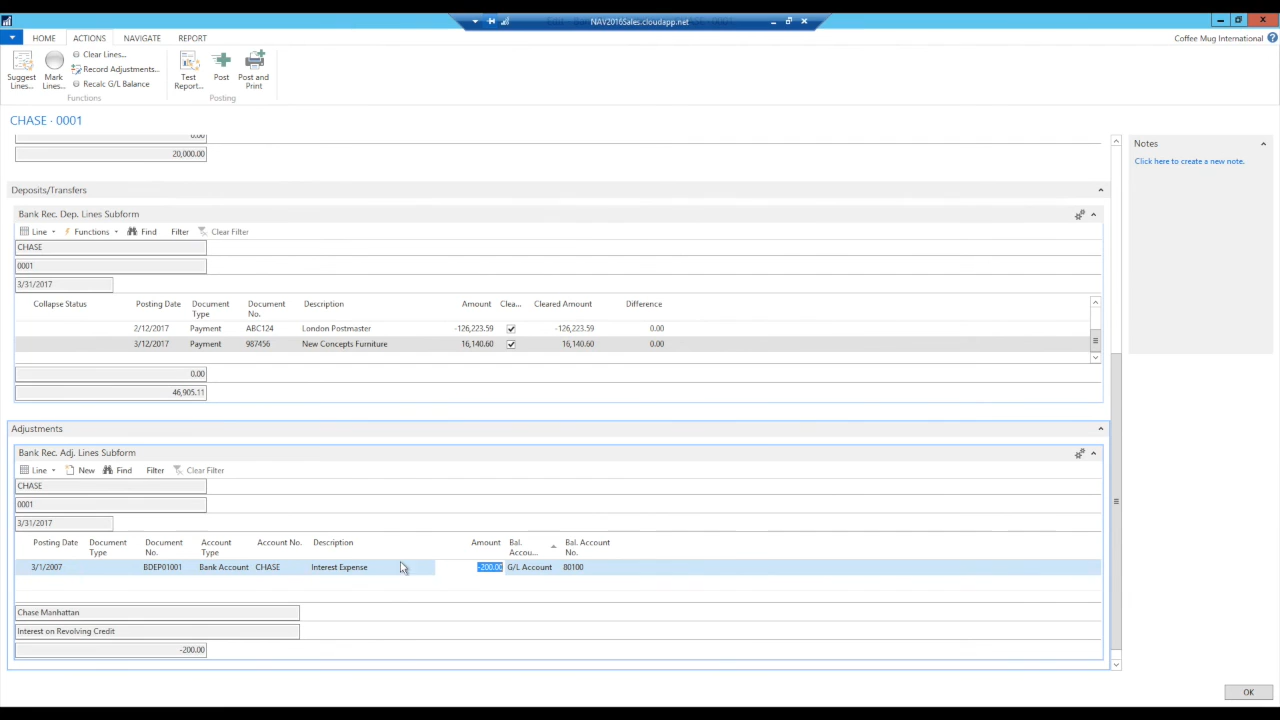 NAV2016Sales.cloudapp.net
HOME ACTIONS NAVIGATE REPORT
Coffee Mug International
Suggest Lines...
Mark Lines...
Clear Lines...
Record Adjustments...
Recalc G/L Balance
Test Report...
Post
Post and Print
Functions Posting
CHASE · 0001
0.00
20,000.00
Notes
Click here to create a new note.
Deposits/Transfers
Bank Rec. Dep. Lines Subform
Line Functions Find Filter Clear Filter
CHASE
0001
3/31/2017
Collapse Status Posting Date Document Type Document No. Description Amount Clea... Cleared Amount Difference
2/12/2017 Payment ABC124 London Postmaster -126,223.59 -126,223.59 0.00
3/12/2017 Payment 987456 New Concepts Furniture 16,140.60 16,140.60 0.00
0.00
46,905.11
Adjustments
Bank Rec. Adj. Lines Subform
Line New Find Filter Clear Filter
CHASE
0001
3/31/2017
Posting Date Document Type Document No. Account Type Account No. Description Amount Bal. Accou... Bal. Account No.
3/1/2007 BDEP01001 Bank Account CHASE Interest Expense -200.00 G/L Account 80100
Chase Manhattan
Interest on Revolving Credit
-200.00
OK